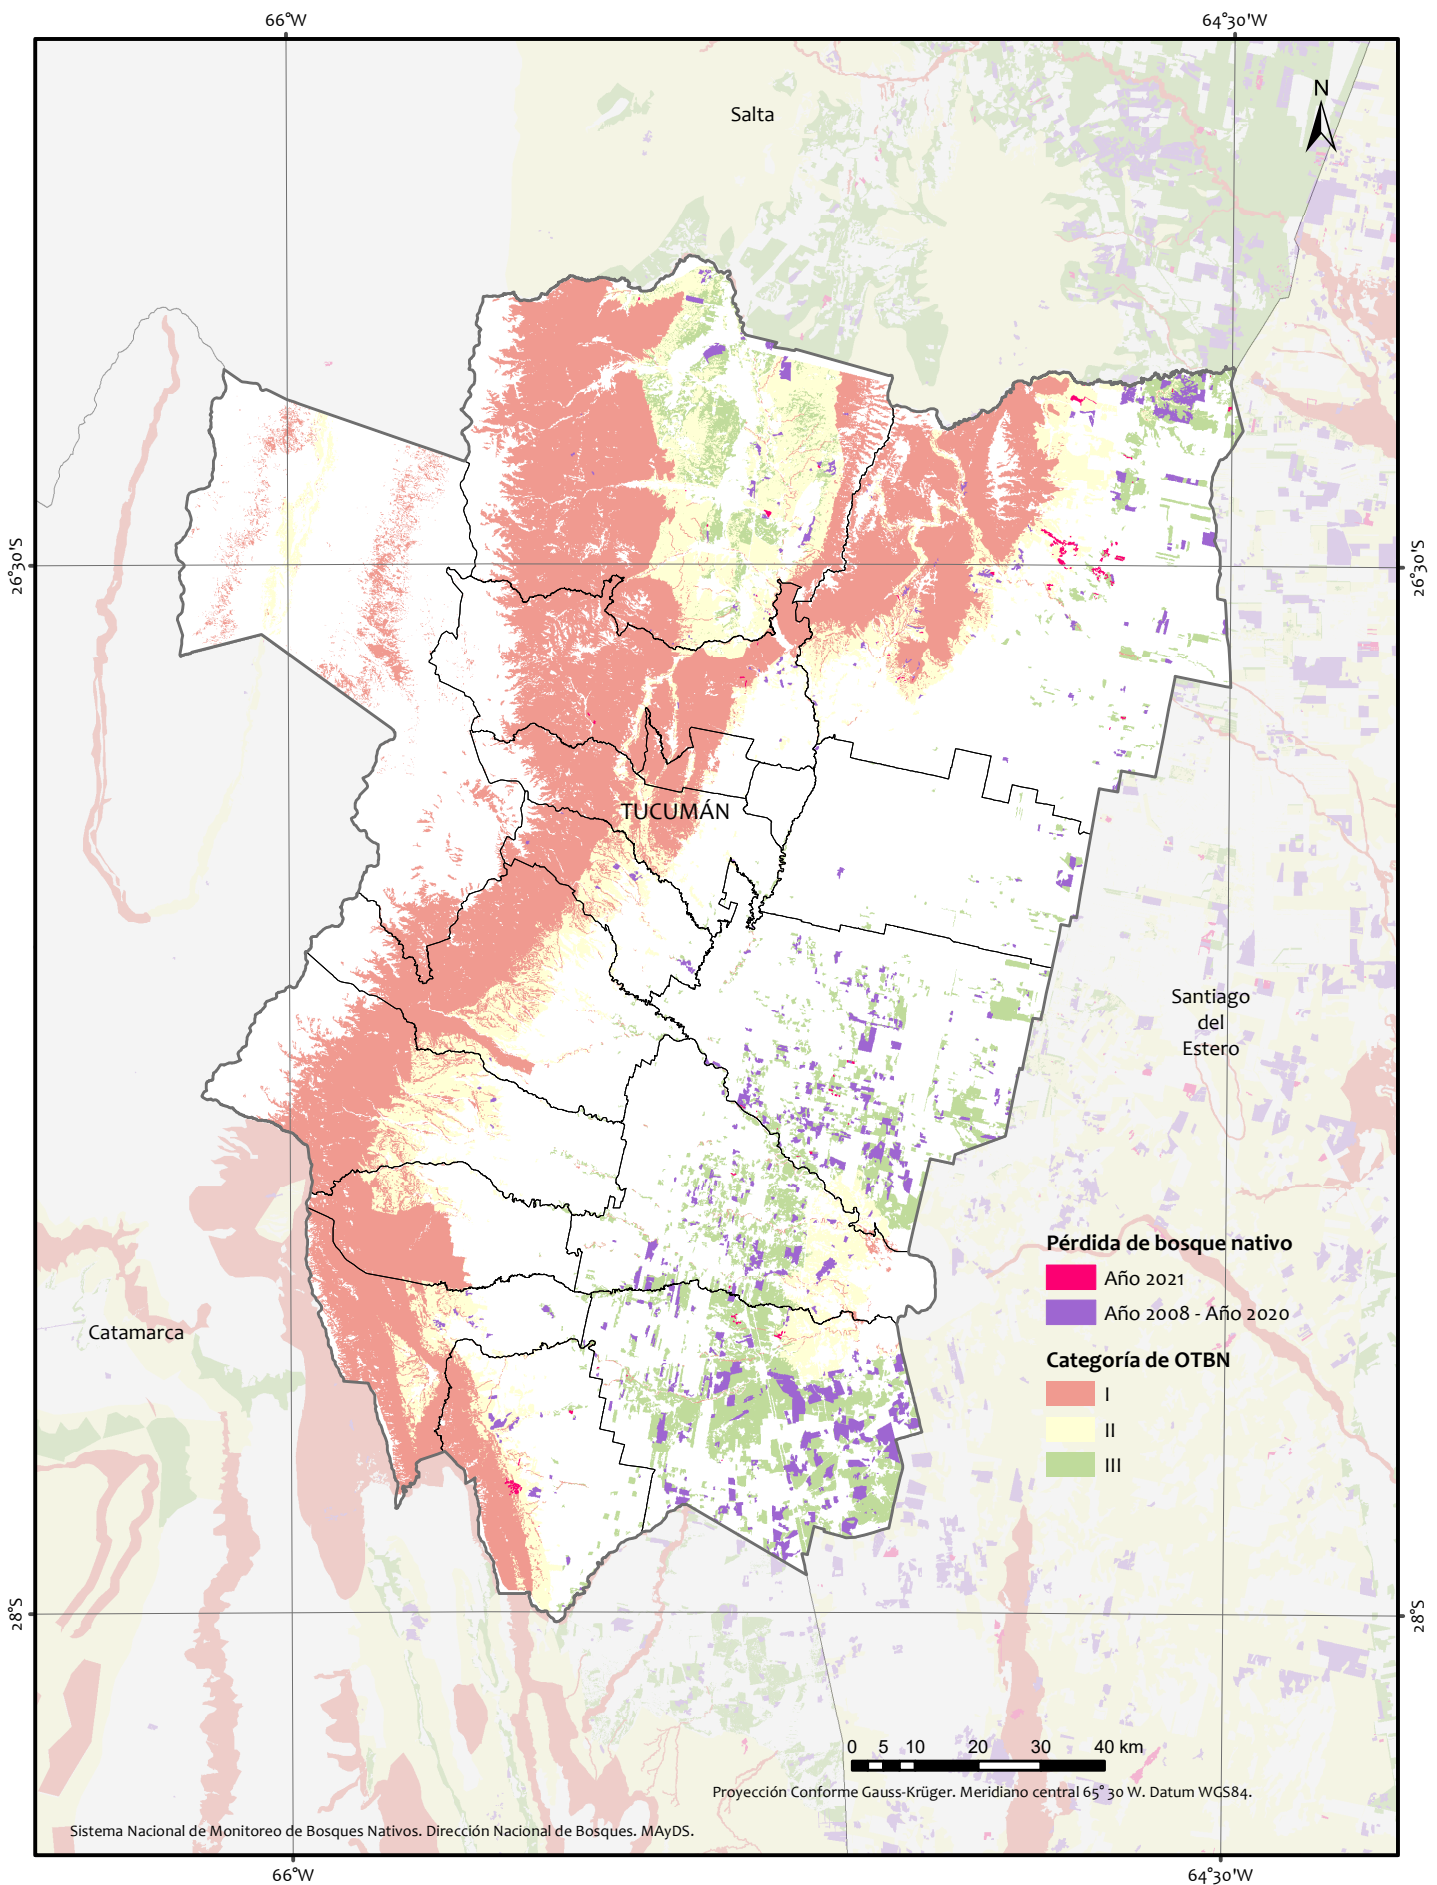 66°W
64°30'W
N
Salta
26°30'S
26°30'S
TUCUMÁN
Santiago
del
Estero
Catamarca
Pérdida de bosque nativo
Año 2021
Año 2008 - Año 2020
Categoría de OTBN
I
II
III
28°S
28°S
0 5 10 20 30 40 km
Proyección Conforme Gauss-Krüger. Meridiano central 65° 30 W. Datum WGS84.
Sistema Nacional de Monitoreo de Bosques Nativos. Dirección Nacional de Bosques. MAyDS.
66°W
64°30'W